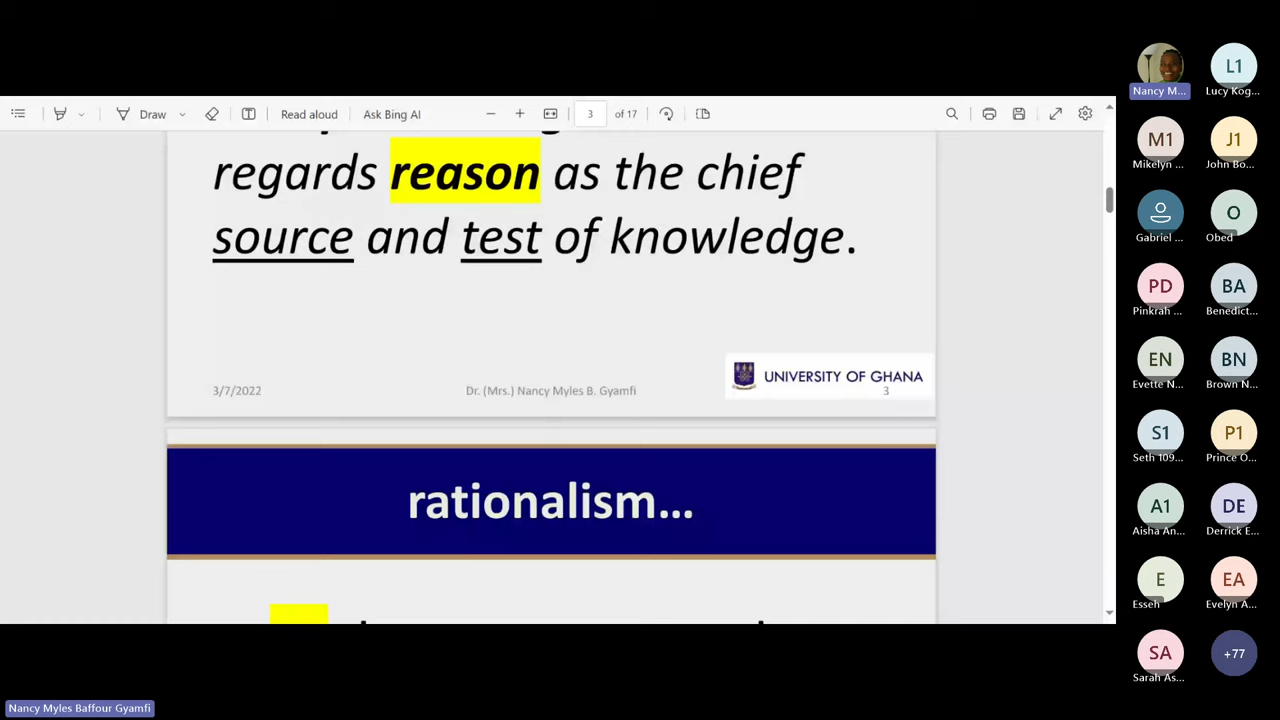 Draw
Read aloud
Ask Bing AI
3
of 17
regards reason as the chief
source and test of knowledge.
3/7/2022
Dr. (Mrs.) Nancy Myles B. Gyamfi
UNIVERSITY OF GHANA
3
rationalism...
Nancy M...
L1
Lucy Kog...
M1
Mikelyn ...
J1
John Bo...
Gabriel ...
O
Obed
PD
Pinkrah ...
BA
Benedict...
EN
Evette N...
BN
Brown N...
S1
Seth 109...
P1
Prince O...
A1
Aisha An...
DE
Derrick E...
E
Esseh
EA
Evelyn A...
SA
Sarah As...
+77
Nancy Myles Baffour Gyamfi